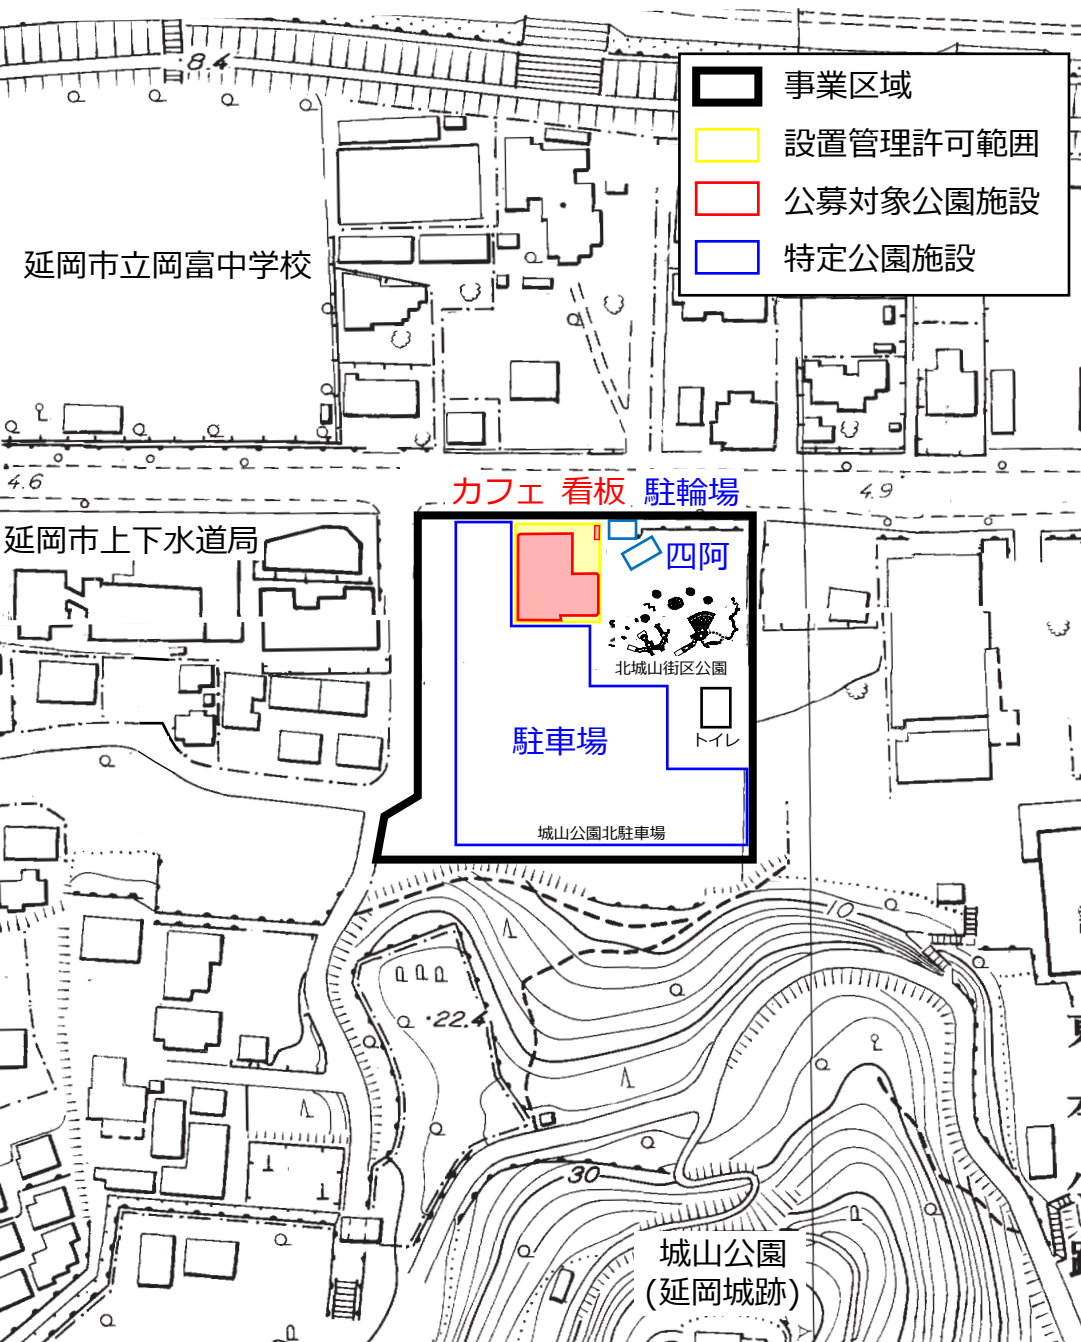 8.4
事業区域
設置管理許可範囲
公募対象公園施設
特定公園施設
延岡市立岡富中学校
4.6
カフェ 看板 駐輪場
4.9
延岡市上下水道局
四阿
北城山街区公園
トイレ
駐車場
城山公園北駐車場
10
22.4
30
城山公園
(延岡城跡)